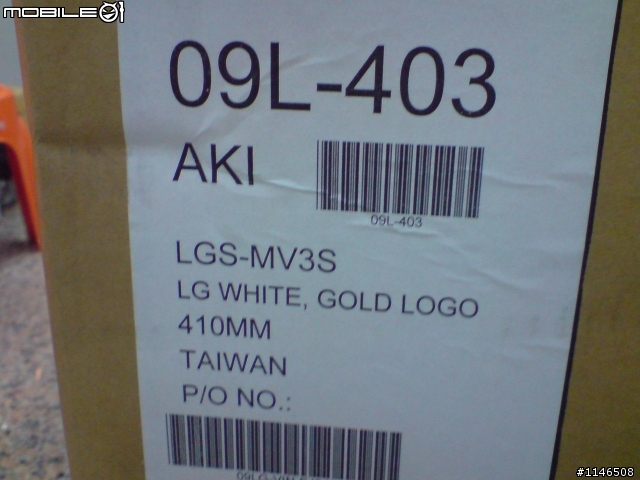 MOBILE01
09L-403
AKI
09L-403
LGS-MV3S
LG WHITE, GOLD LOGO
410MM
TAIWAN
P/O NO.:
#1146508